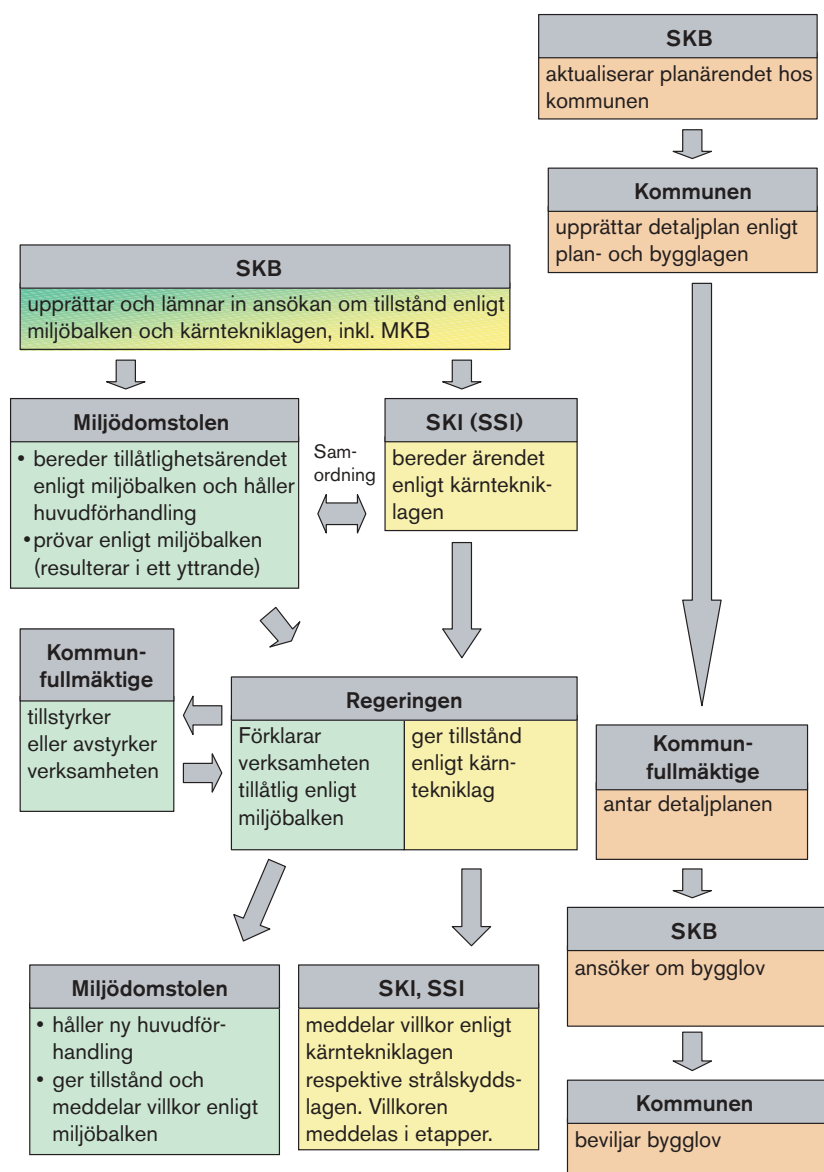 SKB
aktualiserar planärendet hos
kommunen
Kommunen
upprättar detaljplan enligt
plan- och bygglagen
SKB
upprättar och lämnar in ansökan om tillstånd enligt
miljöbalken och kärntekniklagen, inkl. MKB
Miljödomstolen
• bereder tillåtlighetsärendet
enligt miljöbalken och håller
huvudförhandling
• prövar enligt miljöbalken
(resulterar i ett yttrande)
Sam-
ordning
SKI (SSI)
bereder ärendet
enligt kärnteknik-
lagen
Kommun-
fullmäktige
tillstyrker
eller avstyrker
verksamheten
Regeringen
Förklarar
verksamheten
tillåtlig enligt
miljöbalken
ger tillstånd
enligt kärn-
tekniklag
Kommun-
fullmäktige
antar detaljplanen
SKB
ansöker om bygglov
Miljödomstolen
• håller ny huvudför-
handling
• ger tillstånd och
meddelar villkor enligt
miljöbalken
SKI, SSI
meddelar villkor enligt
kärntekniklagen
respektive strålskydds-
lagen. Villkoren
meddelas i etapper.
Kommunen
beviljar bygglov